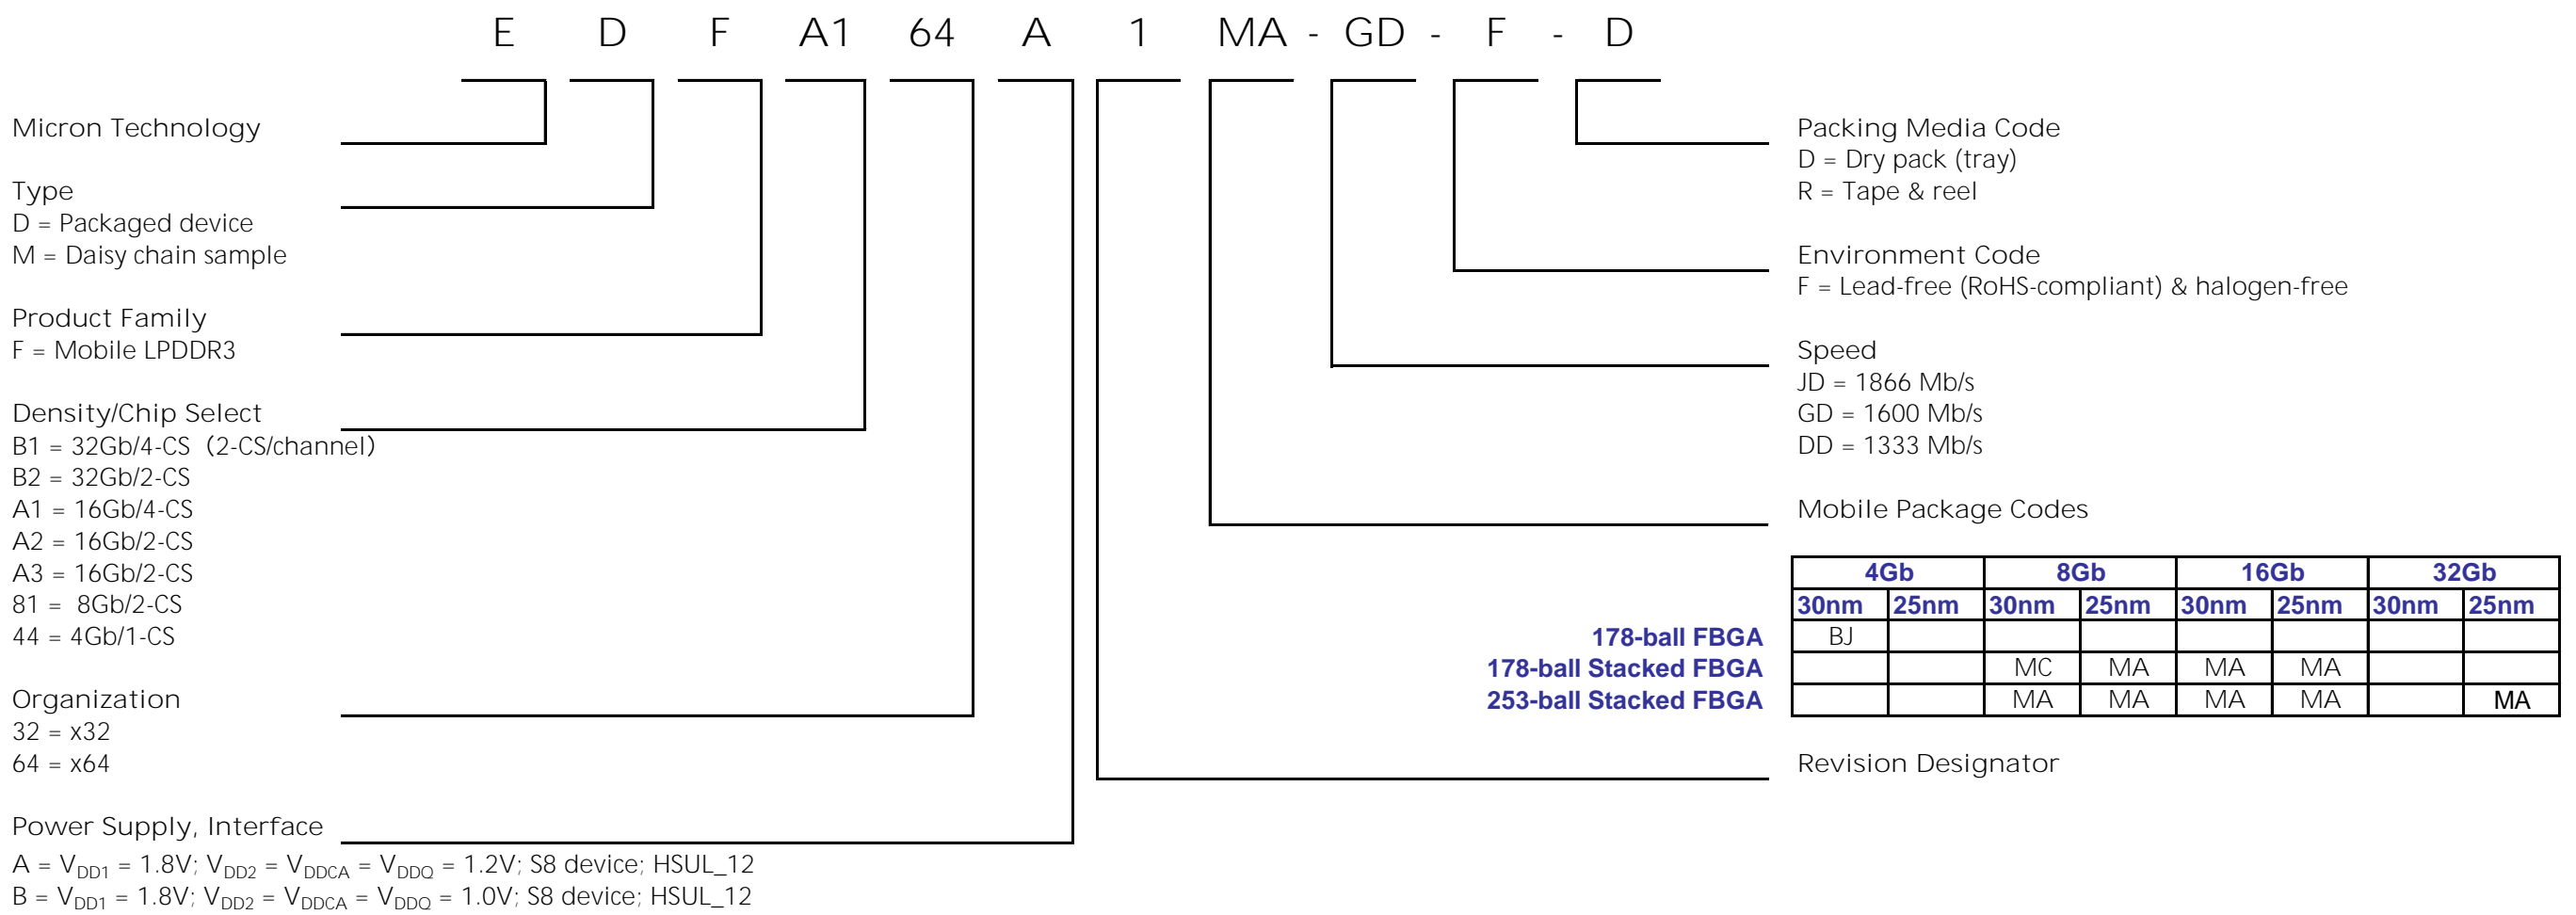 E D F A1 64 A 1 MA - GD - F - D
Micron Technology
Type
D = Packaged device
M = Daisy chain sample
Product Family
F = Mobile LPDDR3
Density/Chip Select
B1 = 32Gb/4-CS (2-CS/channel)
B2 = 32Gb/2-CS
A1 = 16Gb/4-CS
A2 = 16Gb/2-CS
A3 = 16Gb/2-CS
81 = 8Gb/2-CS
44 = 4Gb/1-CS
Organization
32 = x32
64 = x64
Power Supply, Interface
A = VDD1 = 1.8V; VDD2 = VDDCA = VDDQ = 1.2V; S8 device; HSUL_12
B = VDD1 = 1.8V; VDD2 = VDDCA = VDDQ = 1.0V; S8 device; HSUL_12
Packing Media Code
D = Dry pack (tray)
R = Tape & reel
Environment Code
F = Lead-free (RoHS-compliant) & halogen-free
Speed
JD = 1866 Mb/s
GD = 1600 Mb/s
DD = 1333 Mb/s
Mobile Package Codes
4Gb 8Gb 16Gb 32Gb
30nm 25nm 30nm 25nm 30nm 25nm 30nm 25nm
178-ball FBGA BJ
178-ball Stacked FBGA MC MA MA MA
253-ball Stacked FBGA MA MA MA MA MA
Revision Designator